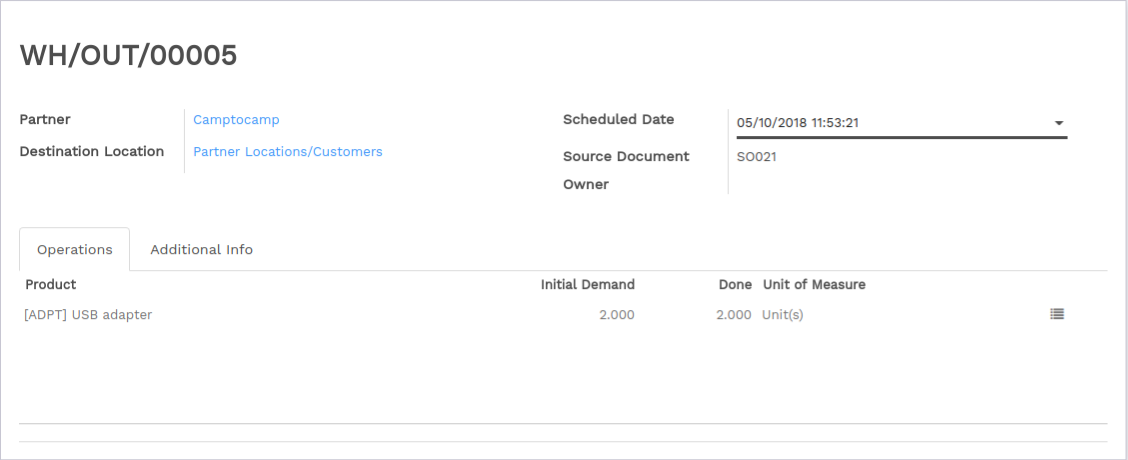 WH/OUT/00005
Partner
Camptocamp
Destination Location
Partner Locations/Customers
Scheduled Date
05/10/2018 11:53:21
Source Document
SO021
Owner
Operations
Additional Info
Product Initial Demand Done Unit of Measure
[ADPT] USB adapter 2.000 2.000 Unit(s)